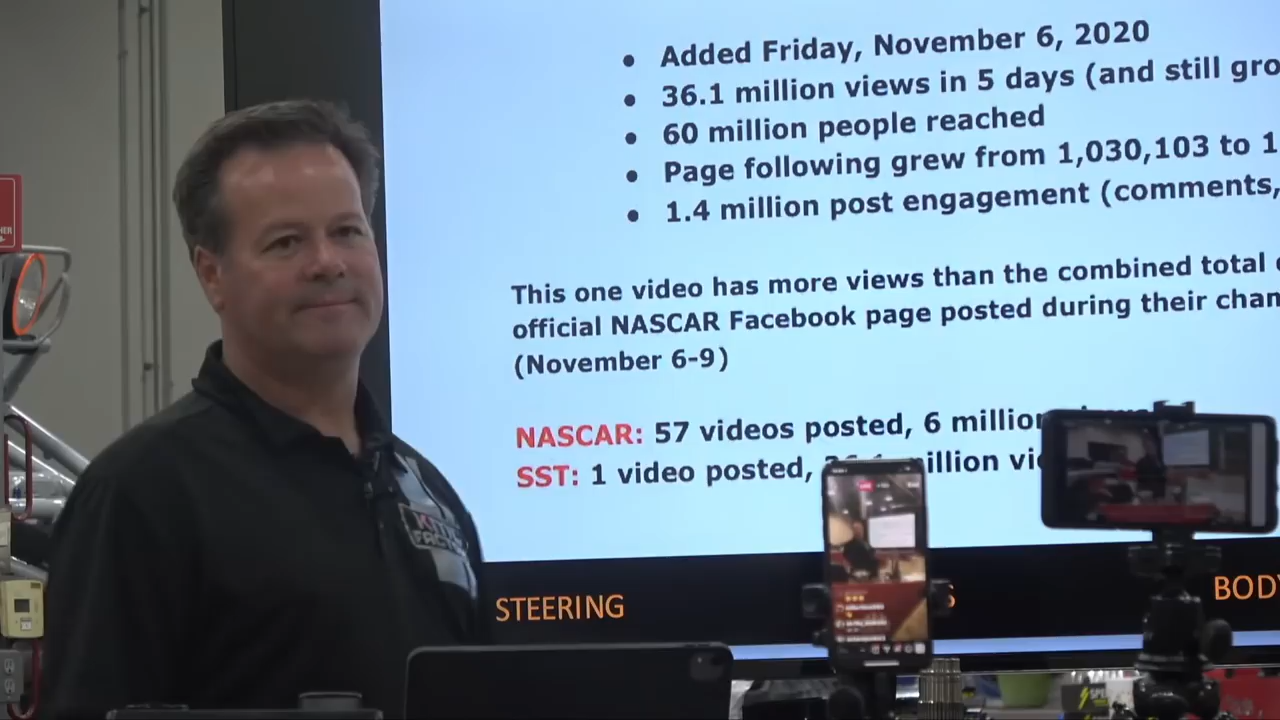 Added Friday, November 6, 2020
36.1 million views in 5 days (and still gro
60 million people reached
Page following grew from 1,030,103 to 1
1.4 million post engagement (comments,
This one video has more views than the combined total
official NASCAR Facebook page posted during their cham
(November 6-9)
NASCAR: 57 videos posted, 6 million
SST: 1 video posted, illion vi
STEERING
BODY